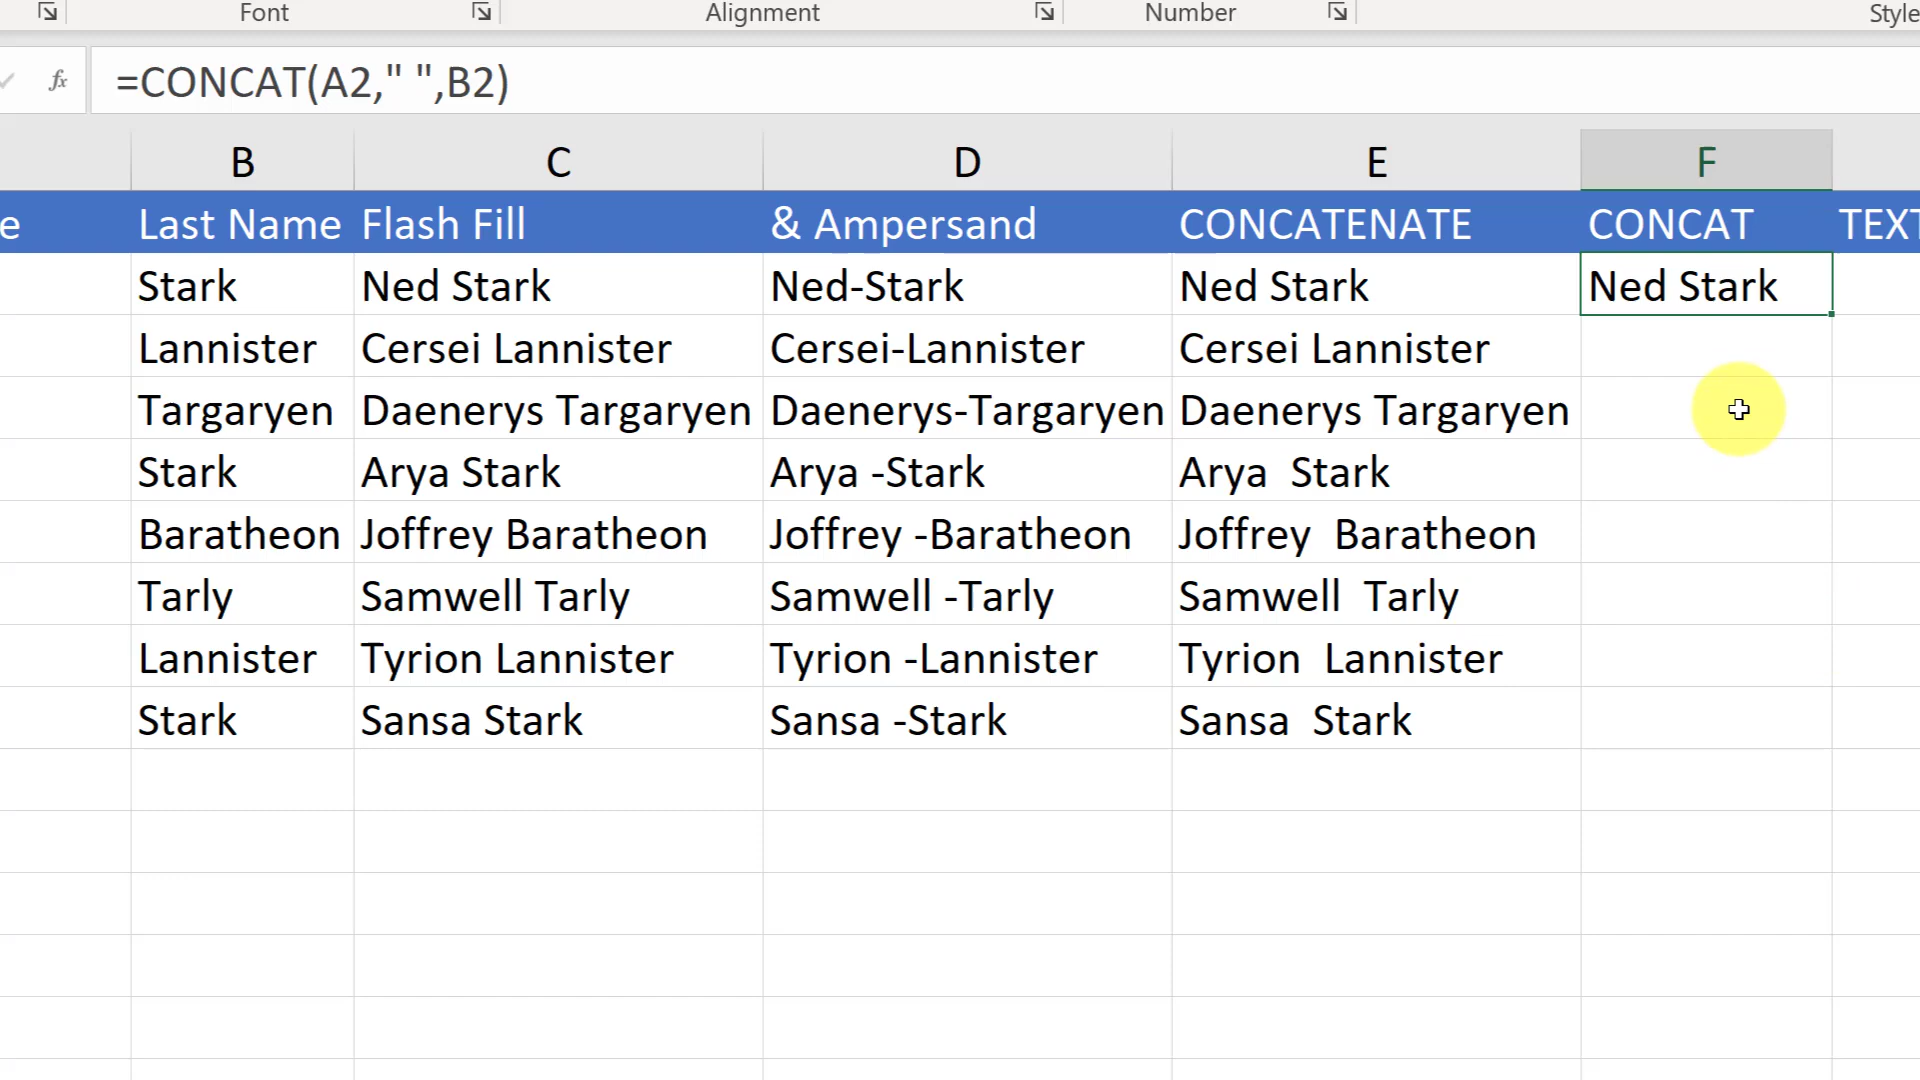 Font Alignment Number Style
fx =CONCAT(A2," ",B2)
B C D E F
e Last Name Flash Fill & Ampersand CONCATENATE CONCAT TEXT
Stark Ned Stark Ned-Stark Ned Stark Ned Stark
Lannister Cersei Lannister Cersei-Lannister Cersei Lannister
Targaryen Daenerys Targaryen Daenerys-Targaryen Daenerys Targaryen
Stark Arya Stark Arya -Stark Arya  Stark
Baratheon Joffrey Baratheon Joffrey -Baratheon Joffrey  Baratheon
Tarly Samwell Tarly Samwell -Tarly Samwell  Tarly
Lannister Tyrion Lannister Tyrion -Lannister Tyrion  Lannister
Stark Sansa Stark Sansa -Stark Sansa  Stark